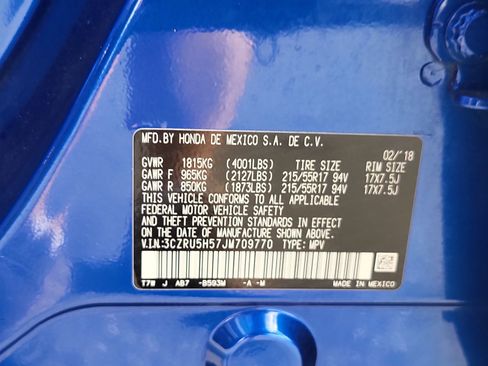 MFD.BY HONDA DE MEXICO S.A. DE C.V.
02/'18
GVWR 1815KG (4001LBS) TIRE SIZE RIM SIZE
GAWR F 965KG (2127LBS) 215/55R17 94V 17X7.5J
GAWR R 850KG (1873LBS) 215/55R17 94V 17X7.5J
THIS VEHICLE CONFORMS TO ALL APPLICABLE
FEDERAL MOTOR VEHICLE SAFETY
AND THEFT PREVENTION STANDARDS IN EFFECT
ON THE DATE OF MANUFACTURE SHOWN ABOVE.
V.I.N:3CZRU5H57JM709770 TYPE: MPV
T7W J AB7 -B593M -A -M MADE IN MEXICO